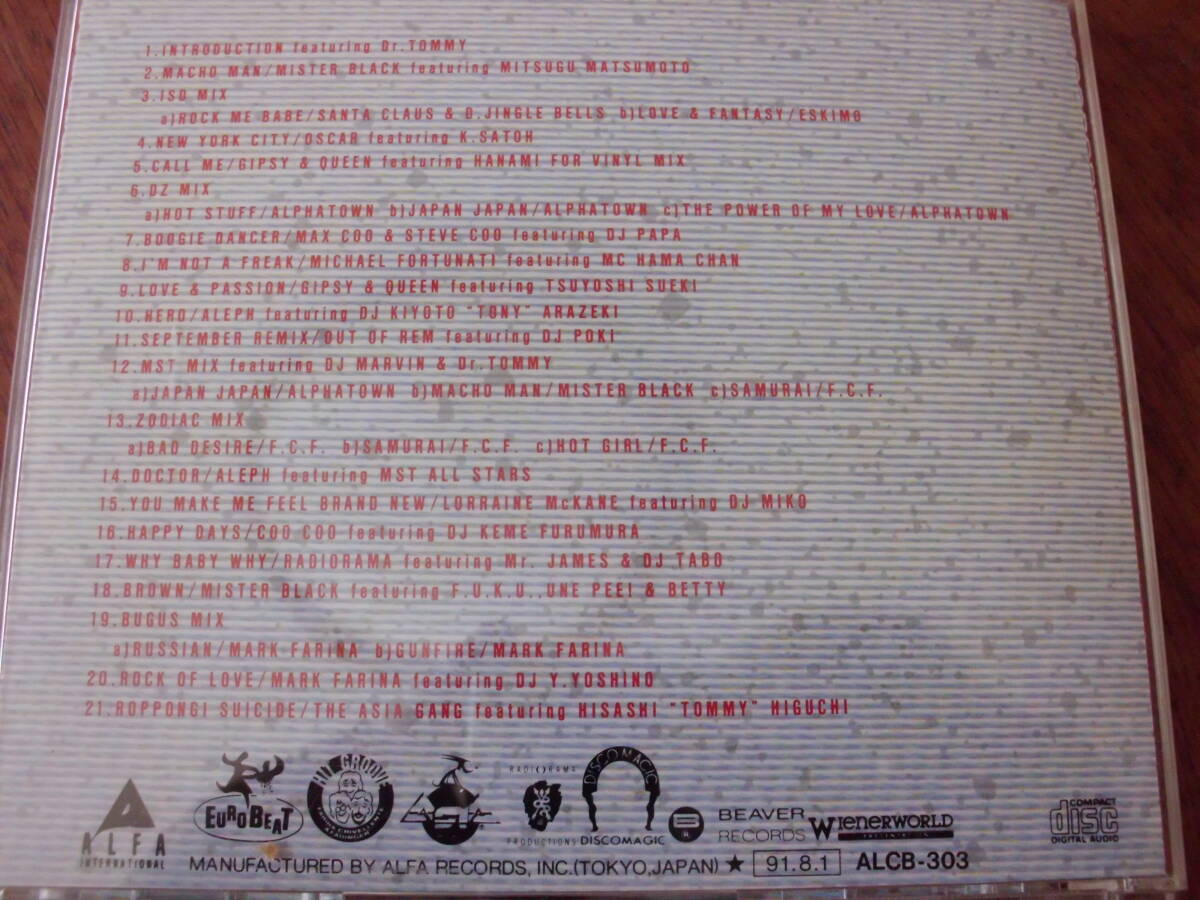 1.INTRODUCTION featuring Dr.TOMMY
2.MACHO MAN/MISTER BLACK featuring MITSUGU MATSUMOTO
3.ISO MIX
a)ROCK ME BABE/SANTA CLAUS & D.JINGLE BELLS b)LOVE & FANTASY/ESKIMO
4.NEW YORK CITY/OSCAR featuring K.SATOH
5.CALL ME/GIPSY & QUEEN featuring HANAMI FOR VINYL MIX
6.DZ MIX
a)HOT STUFF/ALPHATOWN b)JAPAN JAPAN/ALPHATOWN c)THE POWER OF MY LOVE/ALPHATOWN
7.BOOGIE DANCER/MAX COO & STEVE COO featuring DJ PAPA
8.I'M NOT A FREAK/MICHAEL FORTUNATI featuring MC HAMA CHAN
9.LOVE & PASSION/GIPSY & QUEEN featuring TSUYOSHI SUEKI
10.HERO/ALEPH featuring DJ KIYOTO "TONY" ARAZEKI
11.SEPTEMBER REMIX/OUT OF REM featuring DJ POKI
12.MST MIX featuring DJ MARVIN & Dr.TOMMY
a)JAPAN JAPAN/ALPHATOWN b)MACHO MAN/MISTER BLACK c)SAMURAI/F.C.F.
13.ZODIAC MIX
a)BAD DESIRE/F.C.F. b)SAMURAI/F.C.F. c)HOT GIRL/F.C.F.
14.DOCTOR/ALEPH featuring MST ALL STARS
15.YOU MAKE ME FEEL BRAND NEW/LORRAINE McKANE featuring DJ MIKO
16.HAPPY DAYS/COO COO featuring DJ KEME FURUMURA
17.WHY BABY WHY/RADIORAMA featuring Mr. JAMES & DJ TABO
18.BROWN/MISTER BLACK featuring F.U.K.U.,UNE PEE1 & BETTY
19.BUGUS MIX
a)RUSSIAN/MARK FARINA b)GUNFIRE/MARK FARINA
20.ROCK OF LOVE/MARK FARINA featuring DJ Y.YOSHINO
21.ROPPONGI SUICIDE/THE ASIA GANG featuring HISASHI "TOMMY" HIGUCHI
ALFA
INTERNATIONAL
EUROBEAT
HIT GROOVE
ASIA
RADIORAMA
PRODUCTIONS
DISCOMAGIC
DISCOMAGIC
BEAVER
RECORDS
WIENERWORLD
COMPACT
disc
DIGITAL AUDIO
MANUFACTURED BY ALFA RECORDS, INC.(TOKYO,JAPAN) ★ 91.8.1 ALCB-303